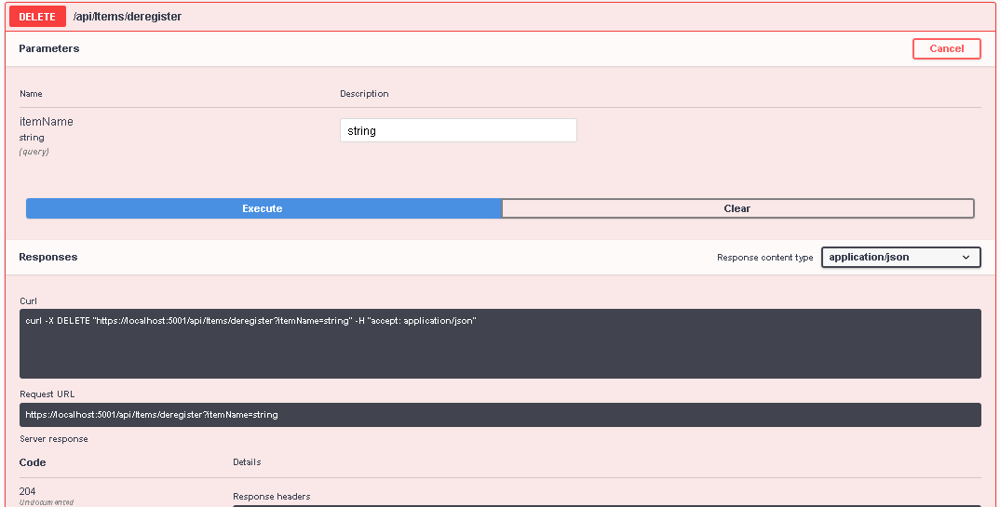 DELETE /api/Items/deregister
Parameters
Cancel
Name Description
itemName
string
(query)
string
Execute
Clear
Responses
Response content type
application/json
Curl
curl -X DELETE "https://localhost:5001/api/Items/deregister?itemName=string" -H "accept: application/json"
Request URL
https://localhost:5001/api/Items/deregister?itemName=string
Server response
Code Details
204
Undocumented
Response headers